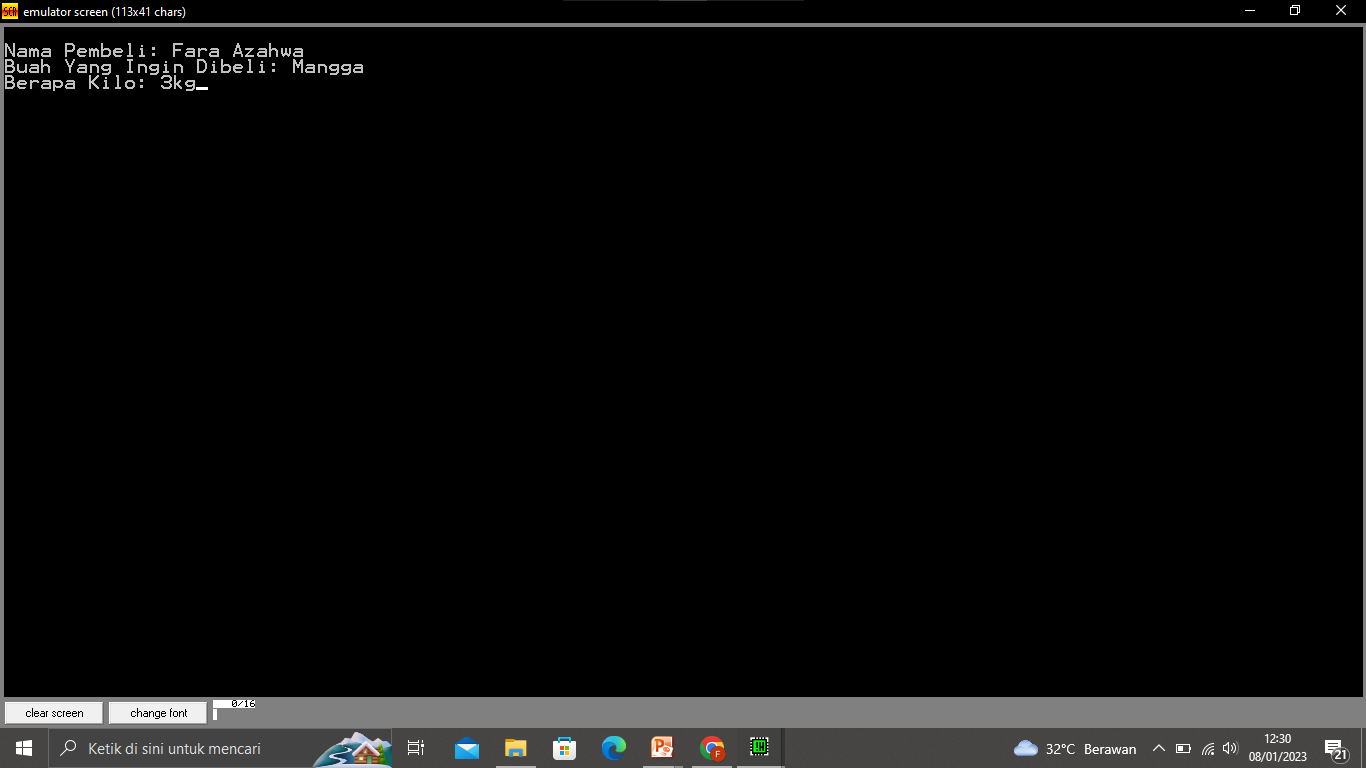 emulator screen (113x41 chars)
Nama Pembeli: Fara Azahwa
Buah Yang Ingin Dibeli: Mangga
Berapa Kilo: 3kg_
clear screen
change font
0/16
Ketik di sini untuk mencari
32°C Berawan
12:30
08/01/2023
21